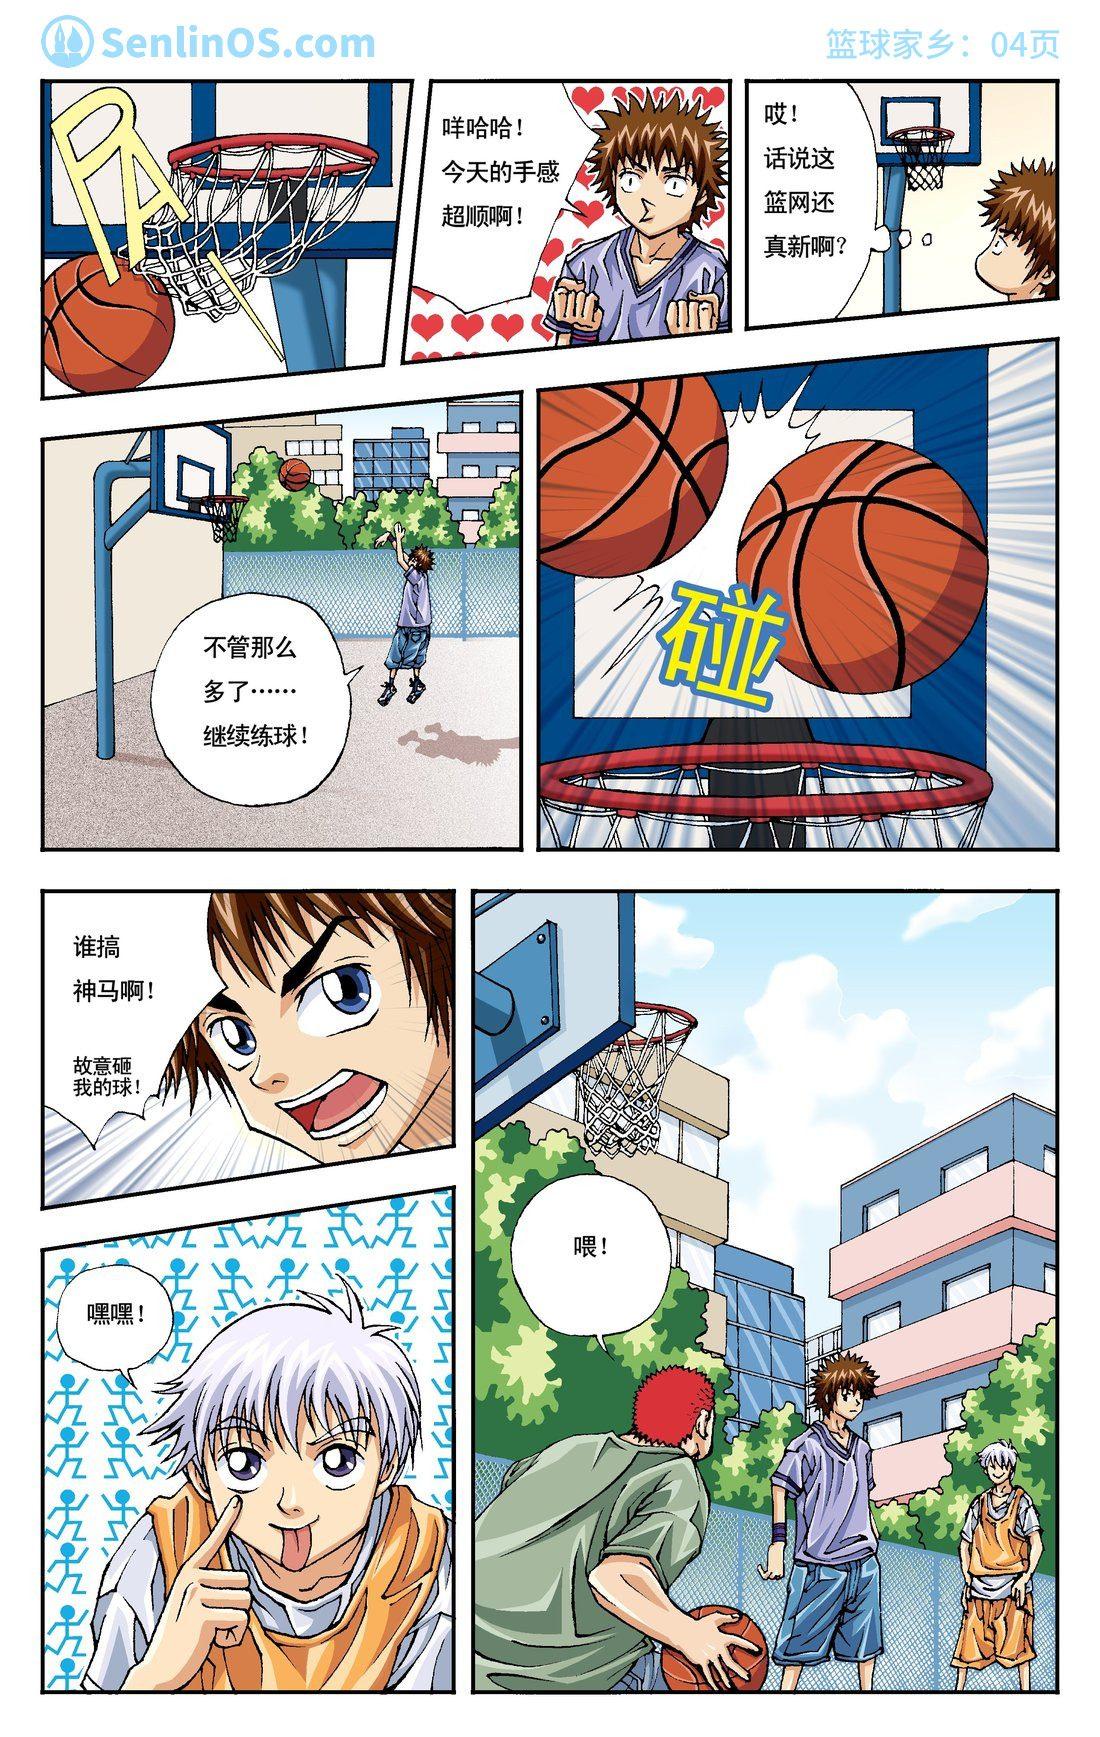 SenlinOS.com
篮球家乡：04页
PA
咩哈哈！
今天的手感
超顺啊！
哎！
话说这
篮网还
真新啊？
不管那么
多了……
继续练球！
碰
谁搞
神马啊！
故意砸
我的球！
嘿嘿！
喂！